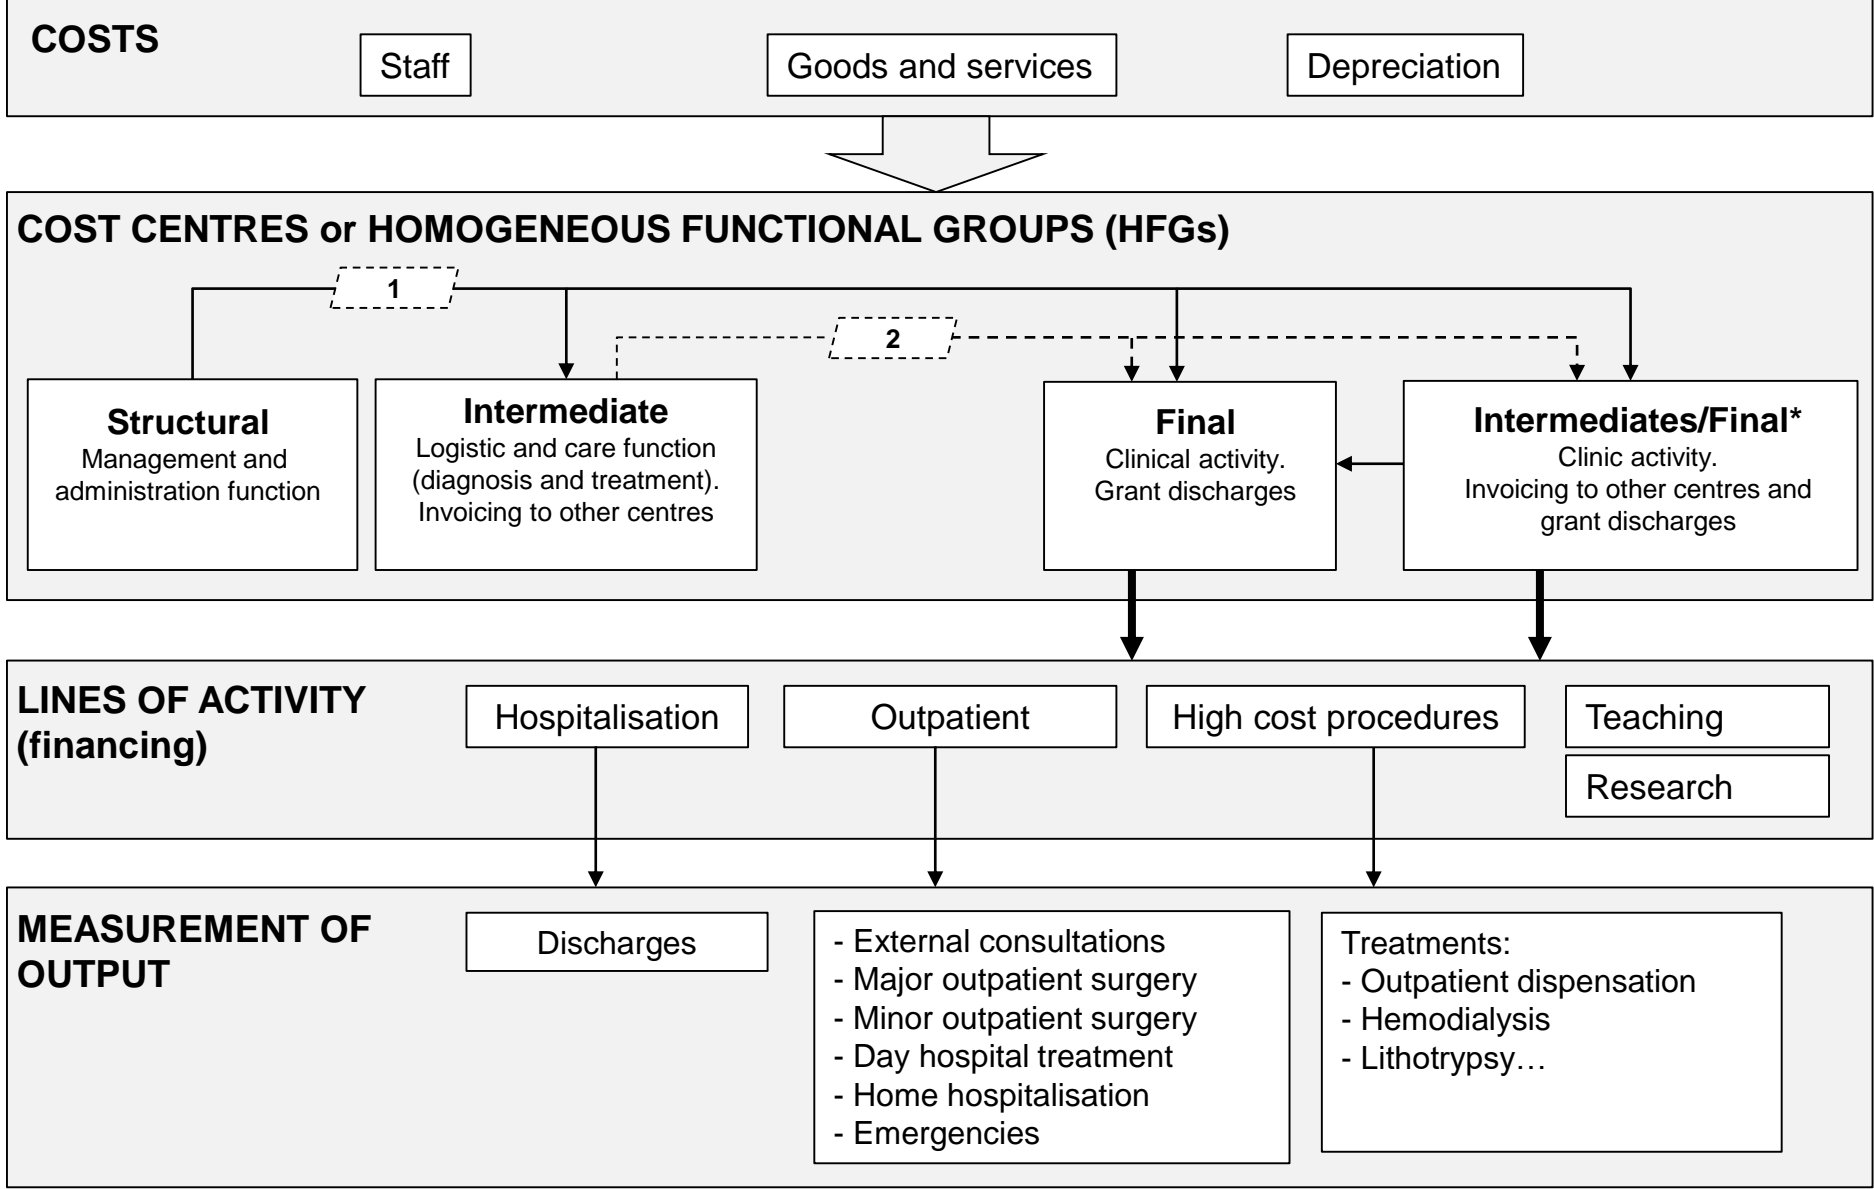 COSTS
Staff
Goods and services
Depreciation
COST CENTRES or HOMOGENEOUS FUNCTIONAL GROUPS (HFGs)
1
2
Structural
Management and
administration function
Intermediate
Logistic and care function
(diagnosis and treatment).
Invoicing to other centres
Final
Clinical activity.
Grant discharges
Intermediates/Final*
Clinic activity.
Invoicing to other centres and
grant discharges
LINES OF ACTIVITY
(financing)
Hospitalisation
Outpatient
High cost procedures
Teaching
Research
MEASUREMENT OF
OUTPUT
Discharges
- External consultations
- Major outpatient surgery
- Minor outpatient surgery
- Day hospital treatment
- Home hospitalisation
- Emergencies
Treatments:
- Outpatient dispensation
- Hemodialysis
- Lithotrypsy…